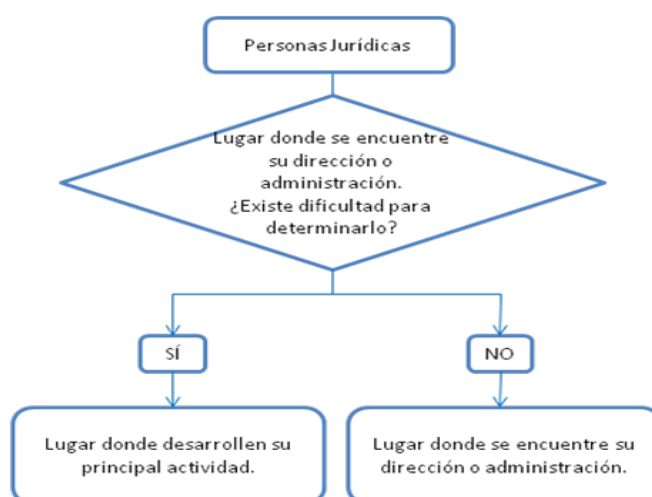 Personas Jurídicas
Lugar donde se encuentre
su dirección o
administración.
¿Existe dificultad para
determinarlo?
SÍ
NO
Lugar donde desarrollen su
principal actividad.
Lugar donde se encuentre su
dirección o administración.